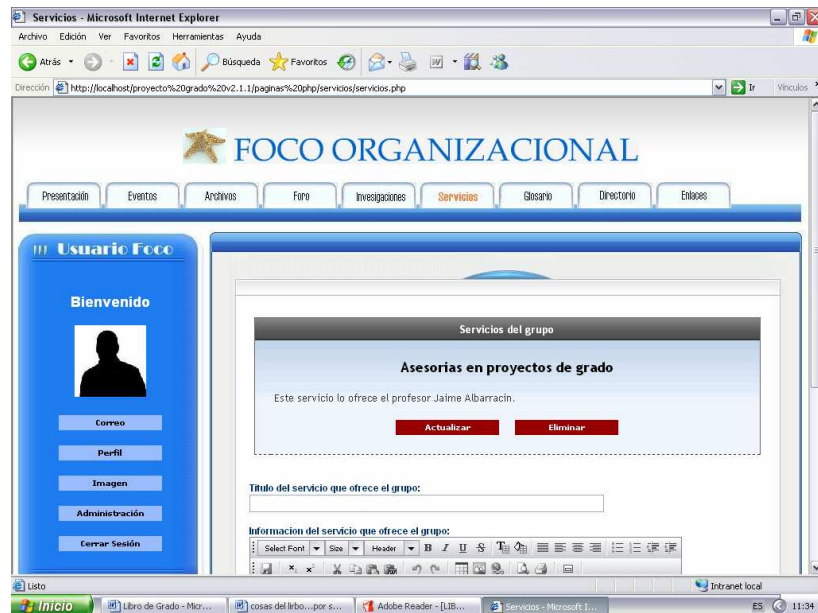 Servicios - Microsoft Internet Explorer
Archivo Edición Ver Favoritos Herramientas Ayuda
Atrás Búsqueda Favoritos
Dirección http://localhost/proyecto%20grado%20v2.1.1/paginas%20php/servicios/servicios.php Ir Vínculos
FOCO ORGANIZACIONAL
Presentación Eventos Archivos Foro Invesigaciones Servicios Glosario Directorio Enlaces
Usuario Foco
Bienvenido
Correo
Perfil
Imagen
Administración
Cerrar Sesión
Servicios del grupo
Asesorias en proyectos de grado
Este servicio lo ofrece el profesor Jaime Albarracin.
Actualizar Eliminar
Titulo del servicio que ofrece el grupo:
Informacion del servicio que ofrece el grupo:
Select Font Size Header B I U S
Listo Intranet local
Inicio Libro de Grado - Micr... cosas del lirbo...por s... Adobe Reader - [LIB... Servicios - Microsoft I... ES 11:34